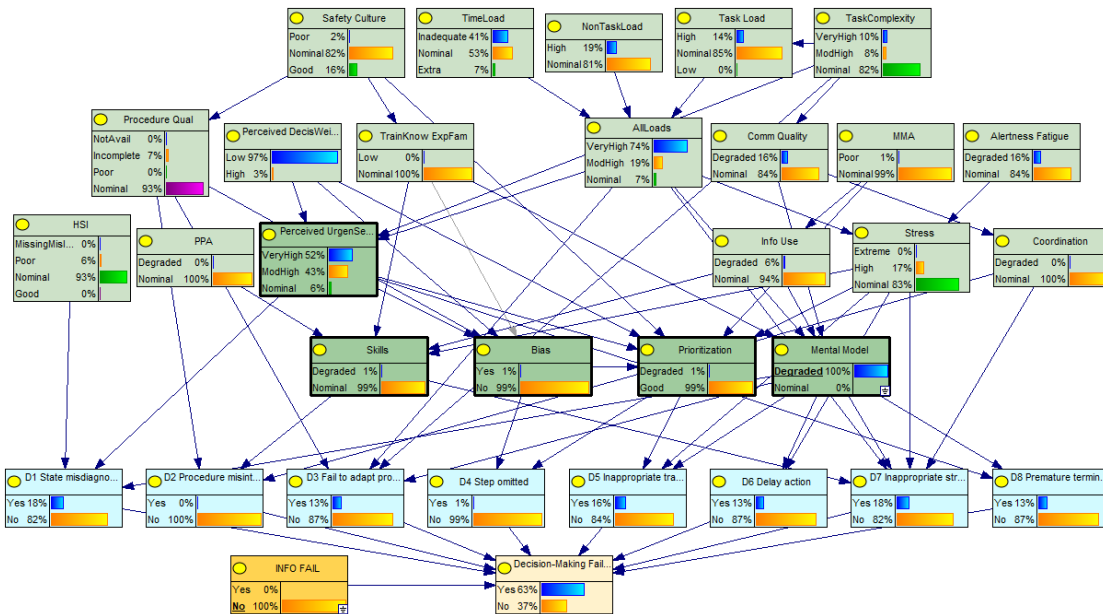 Safety Culture
Poor 2%
Nominal 82%
Good 16%
TimeLoad
Inadequate 41%
Nominal 53%
Extra 7%
NonTaskLoad
High 19%
Nominal 81%
Task Load
High 14%
Nominal 85%
Low 0%
TaskComplexity
VeryHigh 10%
ModHigh 8%
Nominal 82%
Procedure Qual
NotAvail 0%
Incomplete 7%
Poor 0%
Nominal 93%
Perceived DecisWei...
Low 97%
High 3%
TrainKnow ExpFam
Low 0%
Nominal 100%
AllLoads
VeryHigh 74%
ModHigh 19%
Nominal 7%
Comm Quality
Degraded 16%
Nominal 84%
MMA
Poor 1%
Nominal 99%
Alertness Fatigue
Degraded 16%
Nominal 84%
HSI
MissingMisl... 0%
Poor 6%
Nominal 93%
Good 0%
PPA
Degraded 0%
Nominal 100%
Perceived UrgenSe...
VeryHigh 52%
ModHigh 43%
Nominal 6%
Info Use
Degraded 6%
Nominal 94%
Stress
Extreme 0%
High 17%
Nominal 83%
Coordination
Degraded 0%
Nominal 100%
Skills
Degraded 1%
Nominal 99%
Bias
Yes 1%
No 99%
Prioritization
Degraded 1%
Good 99%
Mental Model
Degraded 100%
Nominal 0%
D1 State misdiagno...
Yes 18%
No 82%
D2 Procedure misint...
Yes 0%
No 100%
D3 Fail to adapt pro...
Yes 13%
No 87%
D4 Step omitted
Yes 1%
No 99%
D5 Inappropriate tra...
Yes 16%
No 84%
D6 Delay action
Yes 13%
No 87%
D7 Inappropriate str...
Yes 18%
No 82%
D8 Premature termin...
Yes 13%
No 87%
INFO FAIL
Yes 0%
No 100%
Decision-Making Fail...
Yes 63%
No 37%